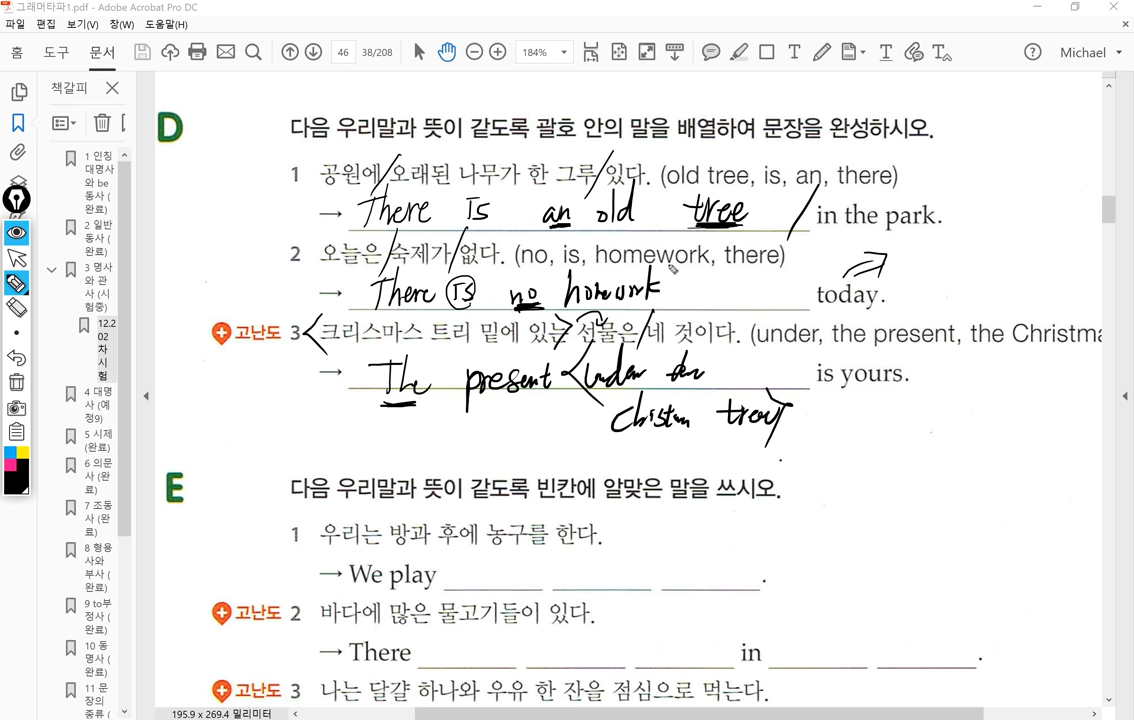 그래머타파1.pdf - Adobe Acrobat Pro DC
파일 편집 보기(V) 창(W) 도움말(H)
홈 도구 문서 46 38/208 184% Michael
책갈피
1 인칭
대명사
와 be
동사 (
완료)
2 일반
동사 (
완료)
3 명사
와 관
사 (시
험중)
12.2
02
차시
험
4 대명
사 (예
정9)
5 시제
(완료)
6 의문
사 (완
료)
7 조동
사 (완
료)
8 형용
사와
부사 (
완료)
9 to부
정사 (
완료)
10 동
명사 (
완료)
11 문
장의
종류 (
D 다음 우리말과 뜻이 같도록 괄호 안의 말을 배열하여 문장을 완성하시오.
1 공원에/오래된 나무가 한 그루/있다. (old tree, is, an, there)
→ There Is an old tree / in the park.
2 오늘은/숙제가/없다. (no, is, homework, there)
→ There Is no homework today.
고난도 3 <크리스마스 트리 밑에 있는> 선물은/네 것이다. (under, the present, the Christma
→ The present < under the is yours.
E 다음 우리말과 뜻이 같도록 빈칸에 알맞은 말을 쓰시오.
1 우리는 방과 후에 농구를 한다.
→ We play ______ ______ ______ .
고난도 2 바다에 많은 물고기들이 있다.
→ There ______ ______ ______ in ______ ______ .
고난도 3 나는 달걀 하나와 우유 한 잔을 점심으로 먹는다.
195.9 x 269.4 밀리미터